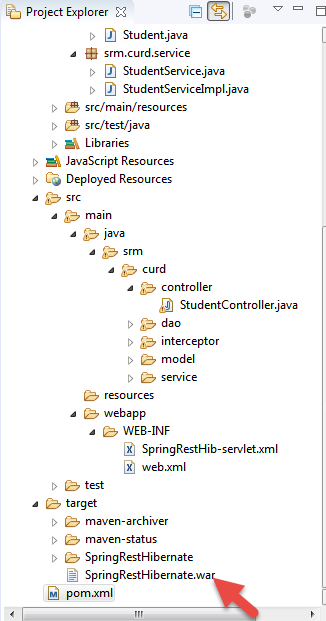 Project Explorer
Student.java
srm.curd.service
StudentService.java
StudentServiceImpl.java
src/main/resources
src/test/java
Libraries
JavaScript Resources
Deployed Resources
src
main
java
srm
curd
controller
StudentController.java
dao
interceptor
model
service
resources
webapp
WEB-INF
SpringRestHib-servlet.xml
web.xml
test
target
maven-archiver
maven-status
SpringRestHibernate
SpringRestHibernate.war
pom.xml